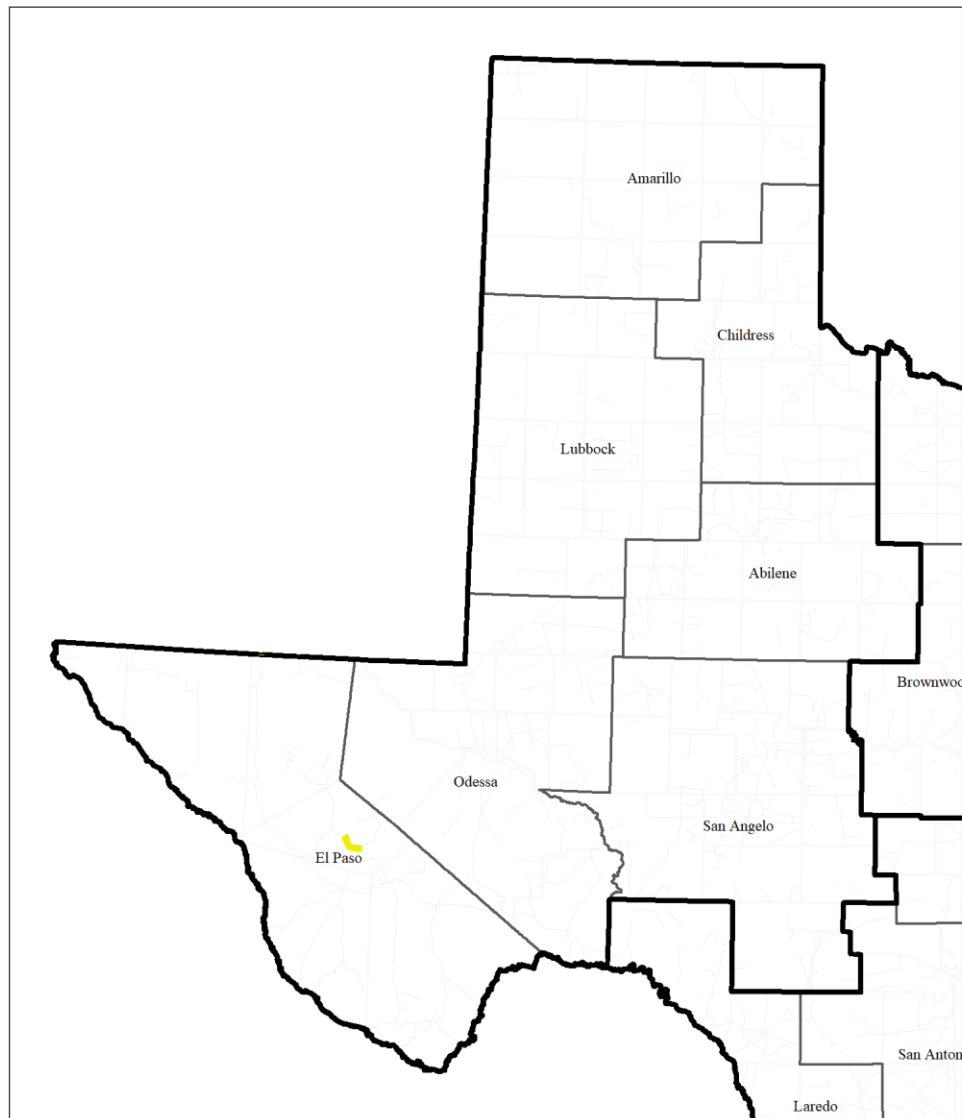 Amarillo
Childress
Lubbock
Abilene
Brownwoo
Odessa
San Angelo
El Paso
San Anton
Laredo